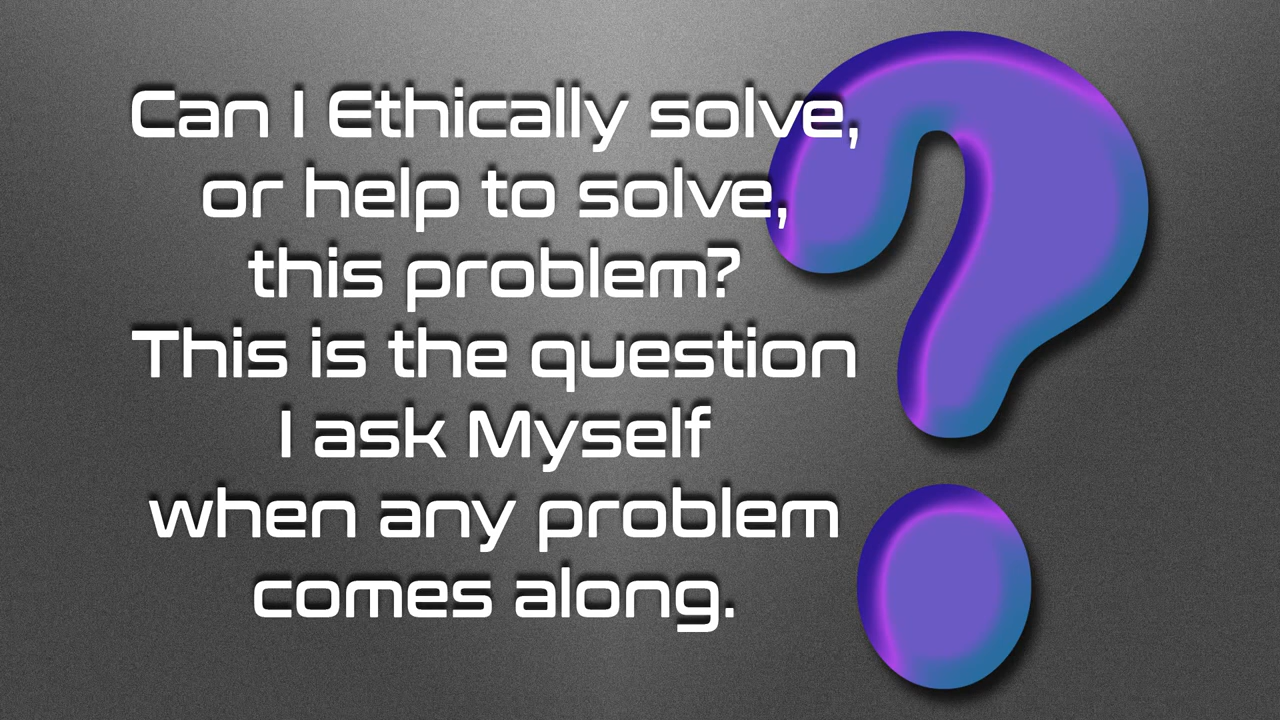 Can I Ethically solve,
or help to solve,
this problem?
This is the question
I ask Myself
when any problem
comes along.
?